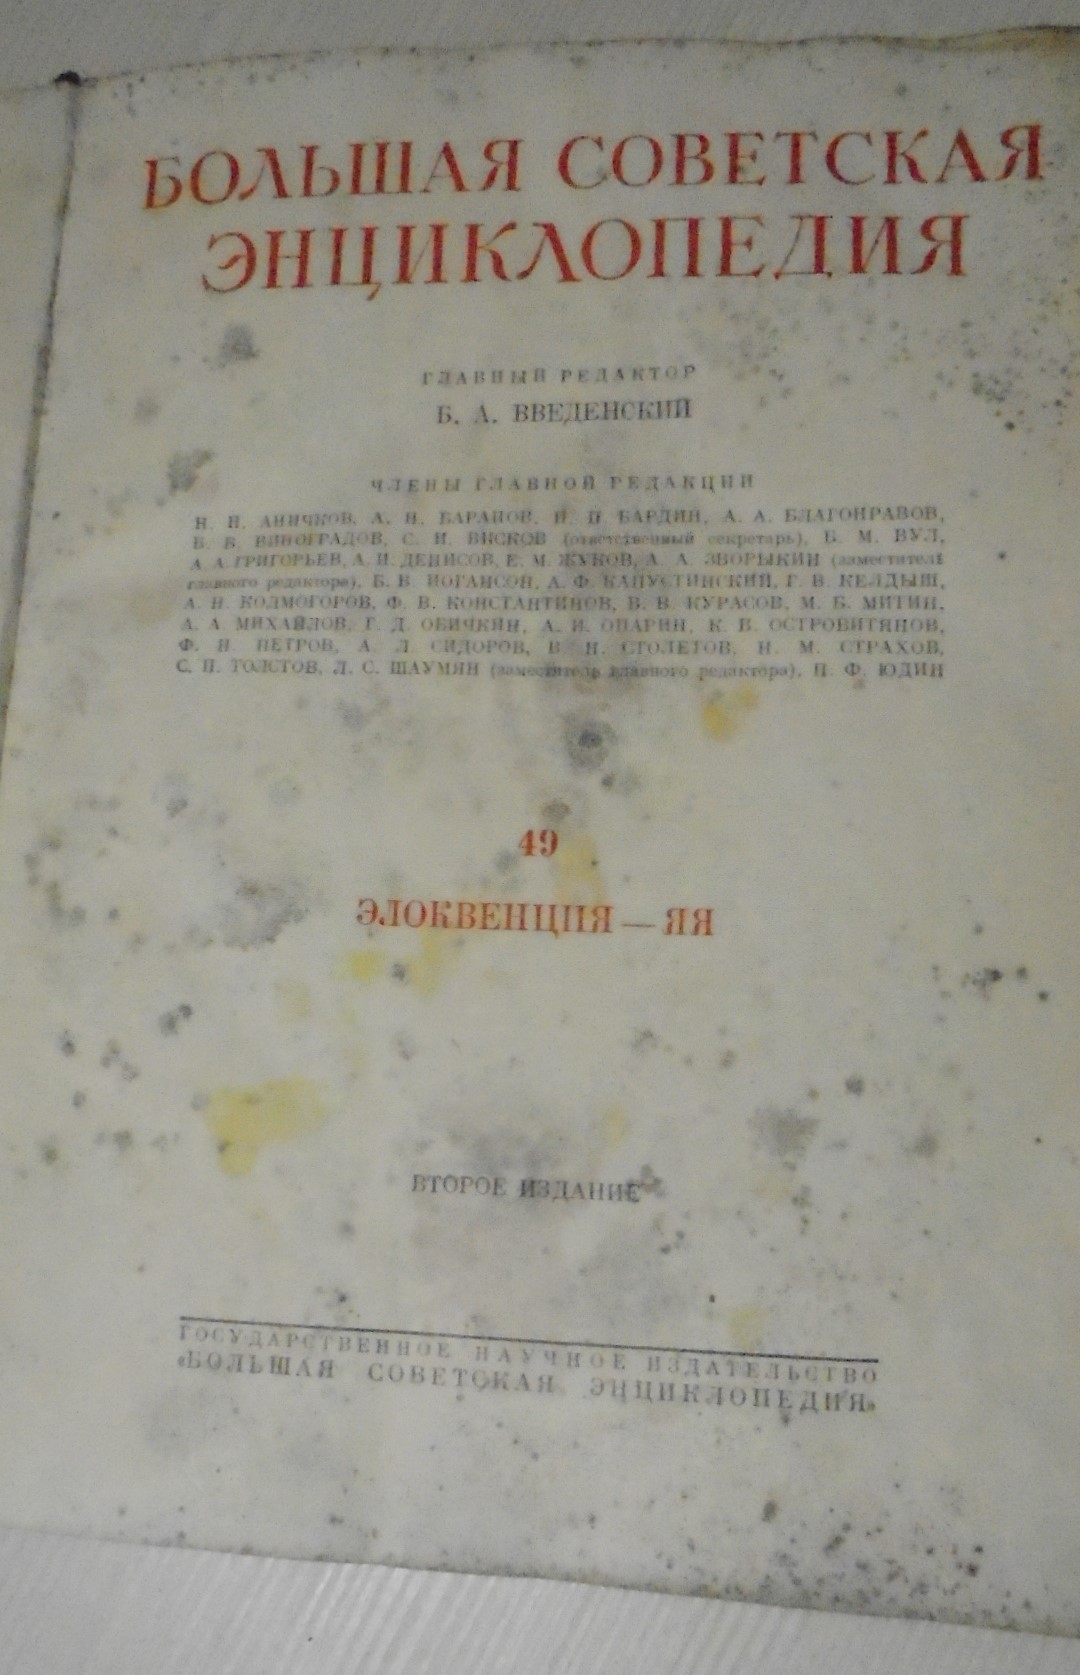 БОЛЬШАЯ СОВЕТСКАЯ
ЭНЦИКЛОПЕДИЯ
ГЛАВНЫЙ РЕДАКТОР
Б. А. ВВЕДЕНСКИЙ
ЧЛЕНЫ ГЛАВНОЙ РЕДАКЦИИ
Н. Н. АНИЧКОВ, А. И. БАРАНОВ, И. П. БАРДИН, А. А. БЛАГОНРАВОВ,
В. В. ВИНОГРАДОВ, С. И. ВИСКОВ (ответственный секретарь), Б. М. ВУЛ,
А. А. ГРИГОРЬЕВ, А. И. ДЕНИСОВ, Е. М. ЖУКОВ, А. А. ЗВОРЫКИН (заместитель
главного редактора), Б. В. ИОГАНСОН, А. Ф. КАПУСТИНСКИЙ, Г. В. КЕЛДЫШ,
А. Н. КОЛМОГОРОВ, Ф. В. КОНСТАНТИНОВ, В. В. КУРАСОВ, М. Б. МИТИН,
А. А. МИХАЙЛОВ, Г. Д. ОБИЧКИН, А. И. ОПАРИН, К. В. ОСТРОВИТЯНОВ,
Ф. Н. ПЕТРОВ, А. Л. СИДОРОВ, В. Н. СТОЛЕТОВ, Н. М. СТРАХОВ,
С. П. ТОЛСТОВ, Л. С. ШАУМЯН (заместитель главного редактора), П. Ф. ЮДИН
49
ЭЛОКВЕНЦИЯ — ЯЯ
ВТОРОЕ ИЗДАНИЕ
ГОСУДАРСТВЕННОЕ НАУЧНОЕ ИЗДАТЕЛЬСТВО
«БОЛЬШАЯ СОВЕТСКАЯ ЭНЦИКЛОПЕДИЯ»